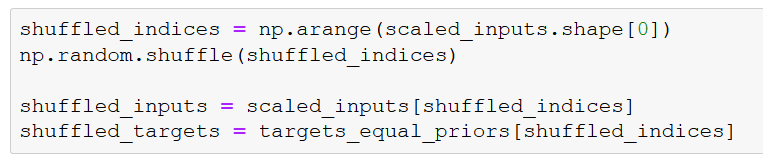 shuffled_indices = np.arange(scaled_inputs.shape[0])
np.random.shuffle(shuffled_indices)
shuffled_inputs = scaled_inputs[shuffled_indices]
shuffled_targets = targets_equal_priors[shuffled_indices]